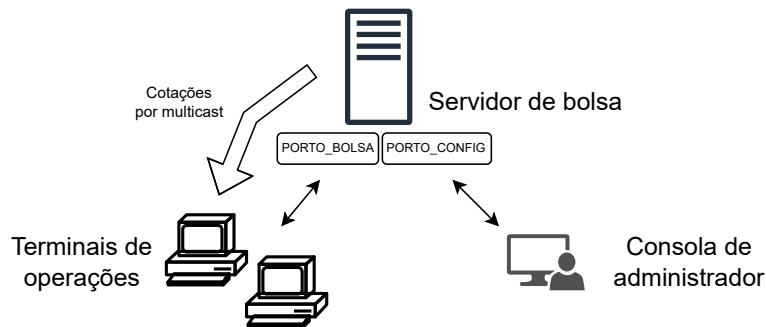 Cotações
por multicast
Servidor de bolsa
PORTO_BOLSA
PORTO_CONFIG
Terminais de
operações
Consola de
administrador